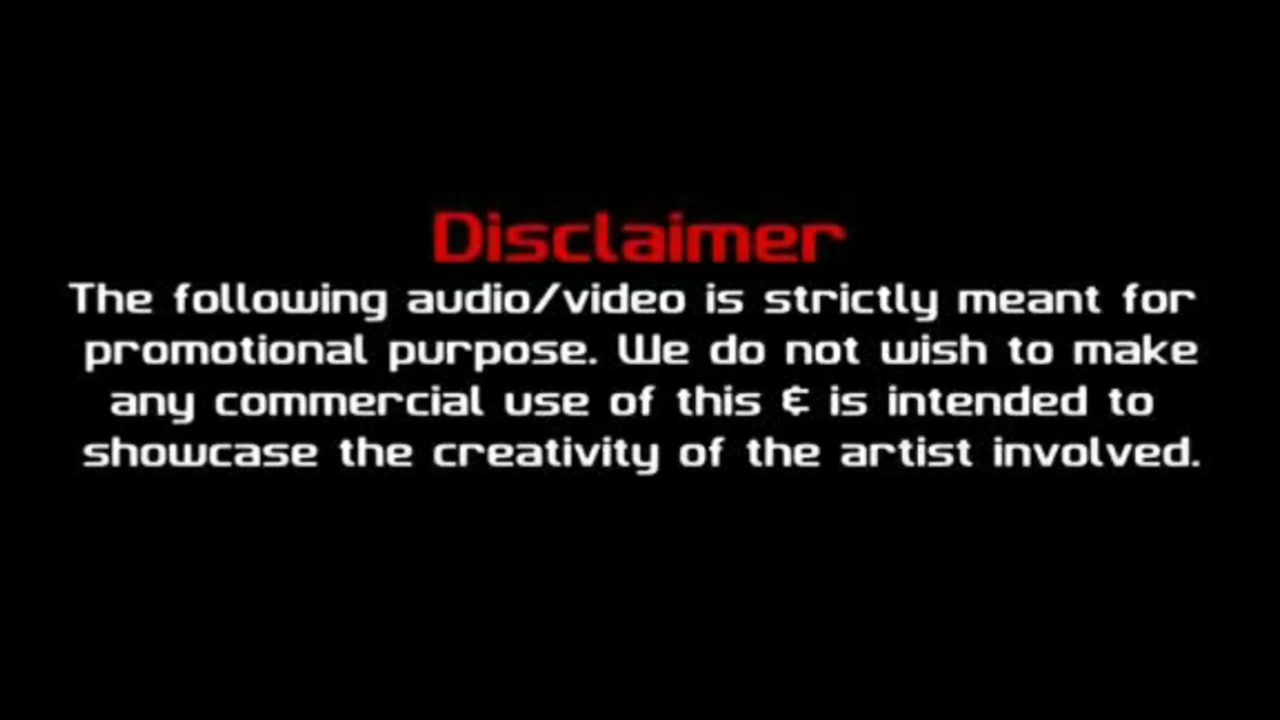 Disclaimer
The following audio/video is strictly meant for
promotional purpose. We do not wish to make
any commercial use of this & is intended to
showcase the creativity of the artist involved.